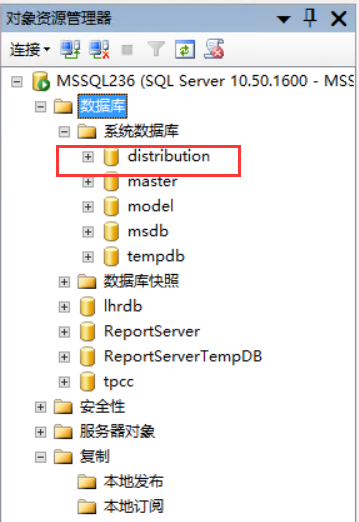 对象资源管理器
连接
MSSQL236 (SQL Server 10.50.1600 - MSS
数据库
系统数据库
distribution
master
model
msdb
tempdb
数据库快照
lhrdb
ReportServer
ReportServerTempDB
tpcc
安全性
服务器对象
复制
本地发布
本地订阅